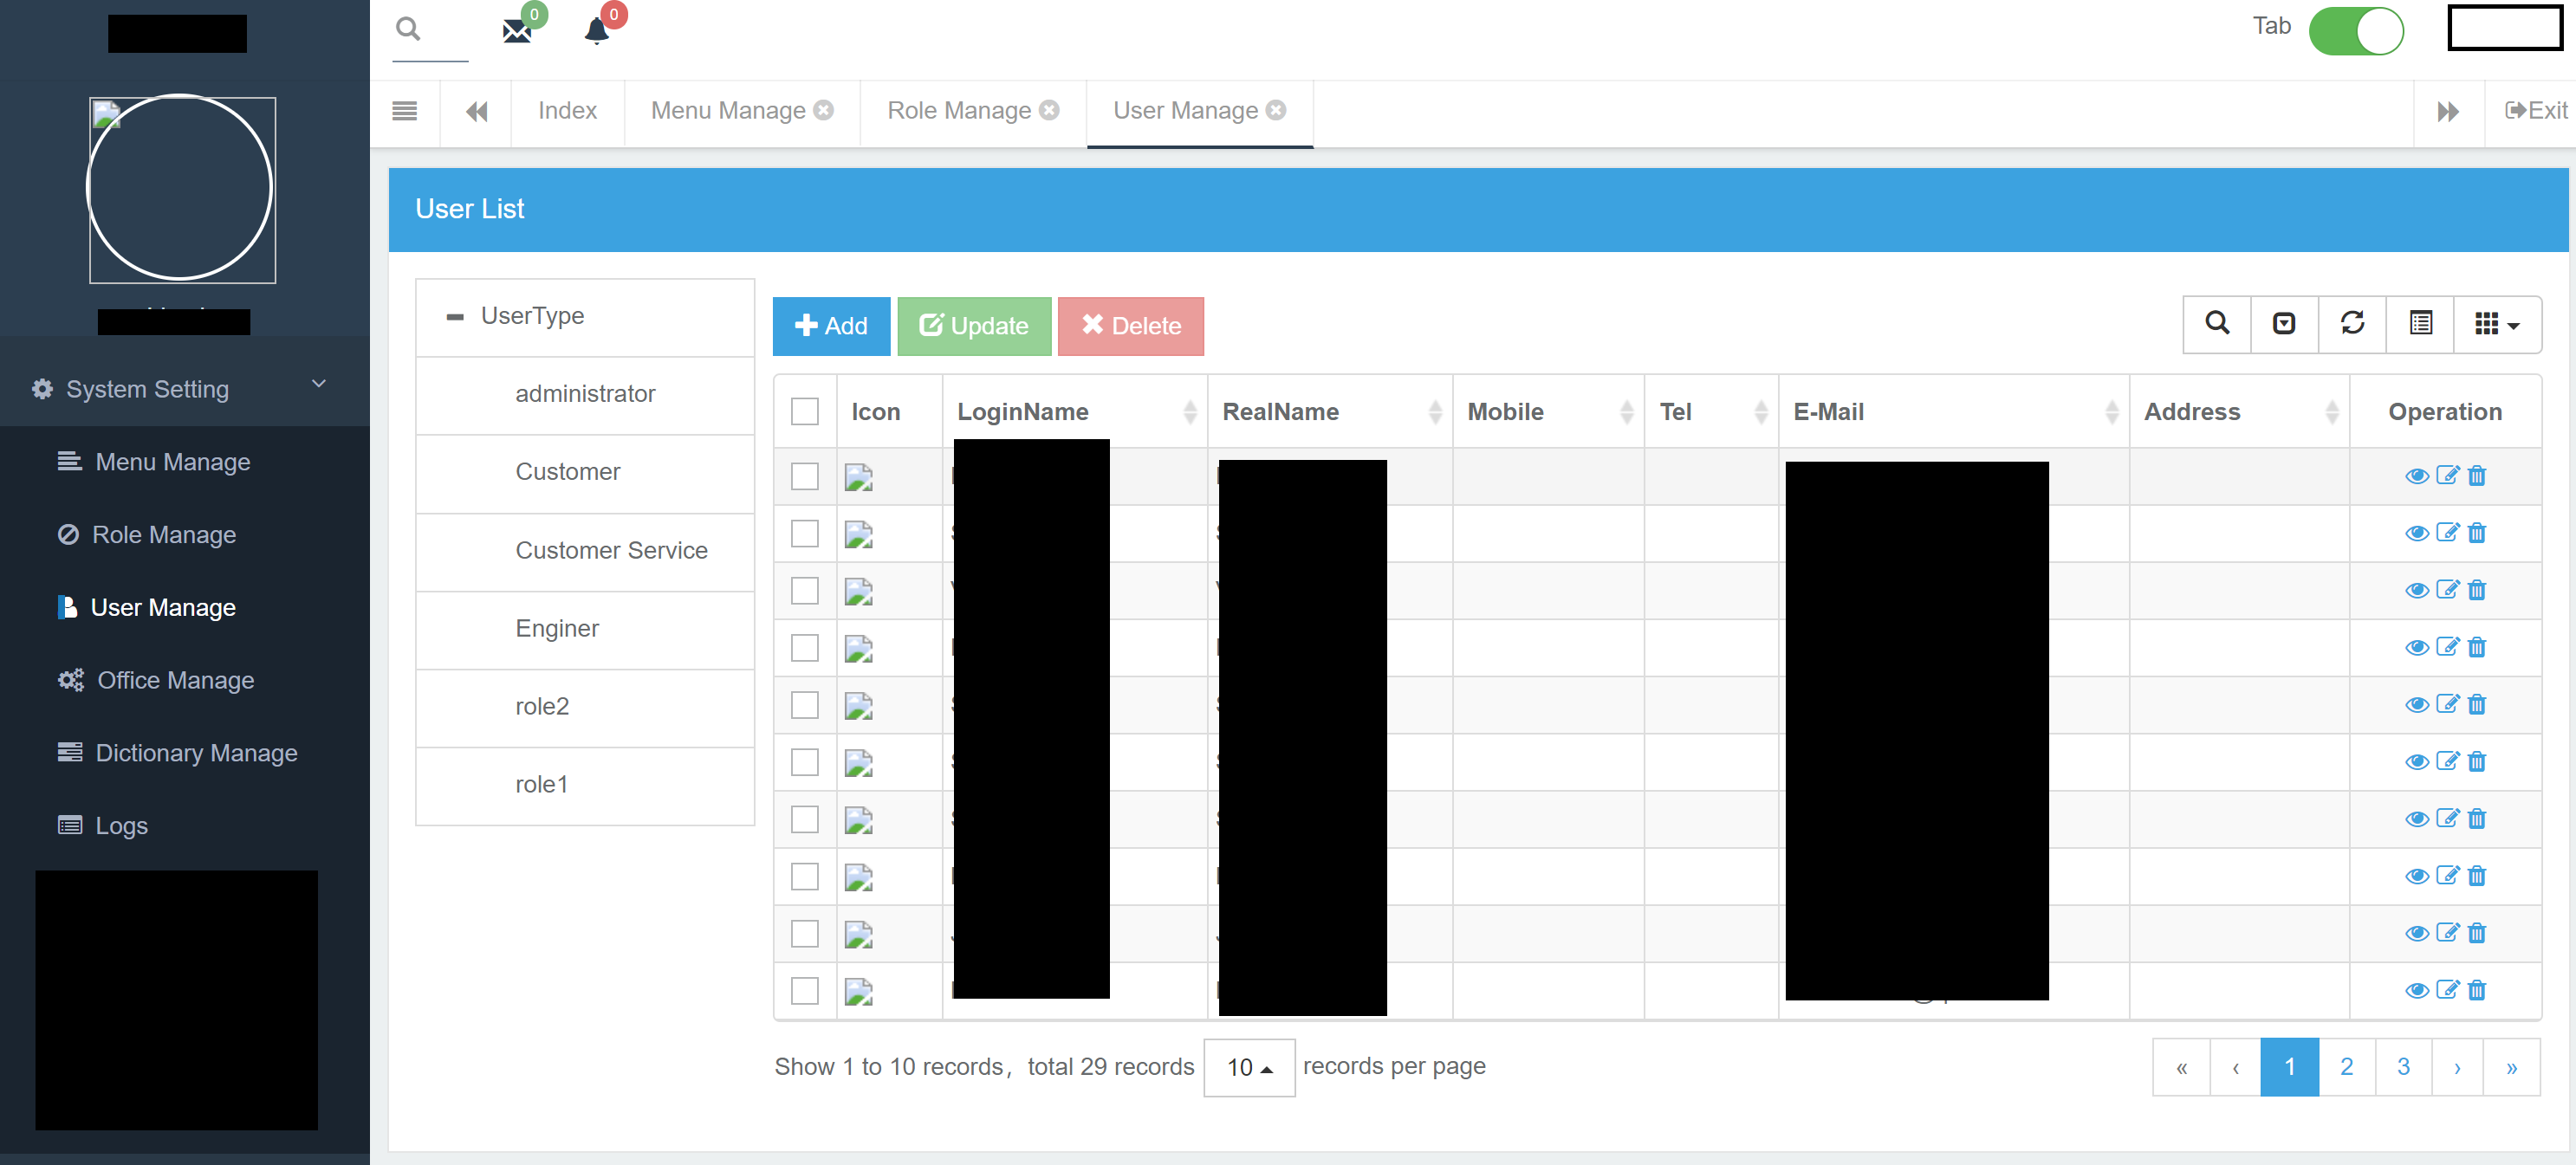 0
0
Tab
Index
Menu Manage
Role Manage
User Manage
Exit
System Setting
Menu Manage
Role Manage
User Manage
Office Manage
Dictionary Manage
Logs
User List
UserType
administrator
Customer
Customer Service
Enginer
role2
role1
Add
Update
Delete
Icon LoginName RealName Mobile Tel E-Mail Address Operation
Show 1 to 10 records， total 29 records 10 records per page
« ‹ 1 2 3 › »